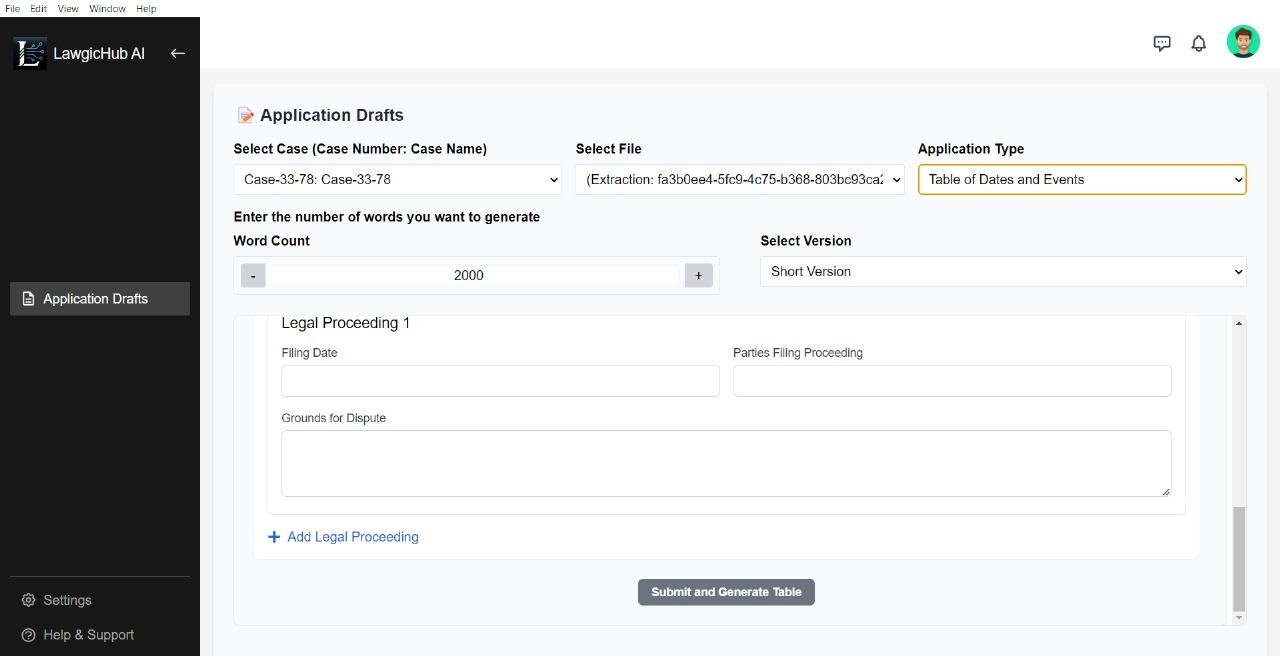 File Edit View Window Help
LawgicHub AI
Application Drafts
Select Case (Case Number: Case Name)
Select File
Application Type
Case-33-78: Case-33-78
(Extraction: fa3b0ee4-5fc9-4c75-b368-803bc93ca2
Table of Dates and Events
Enter the number of words you want to generate
Word Count
Select Version
- 2000 +
Short Version
Application Drafts
Legal Proceeding 1
Filing Date
Parties Filing Proceeding
Grounds for Dispute
+ Add Legal Proceeding
Submit and Generate Table
Settings
Help & Support